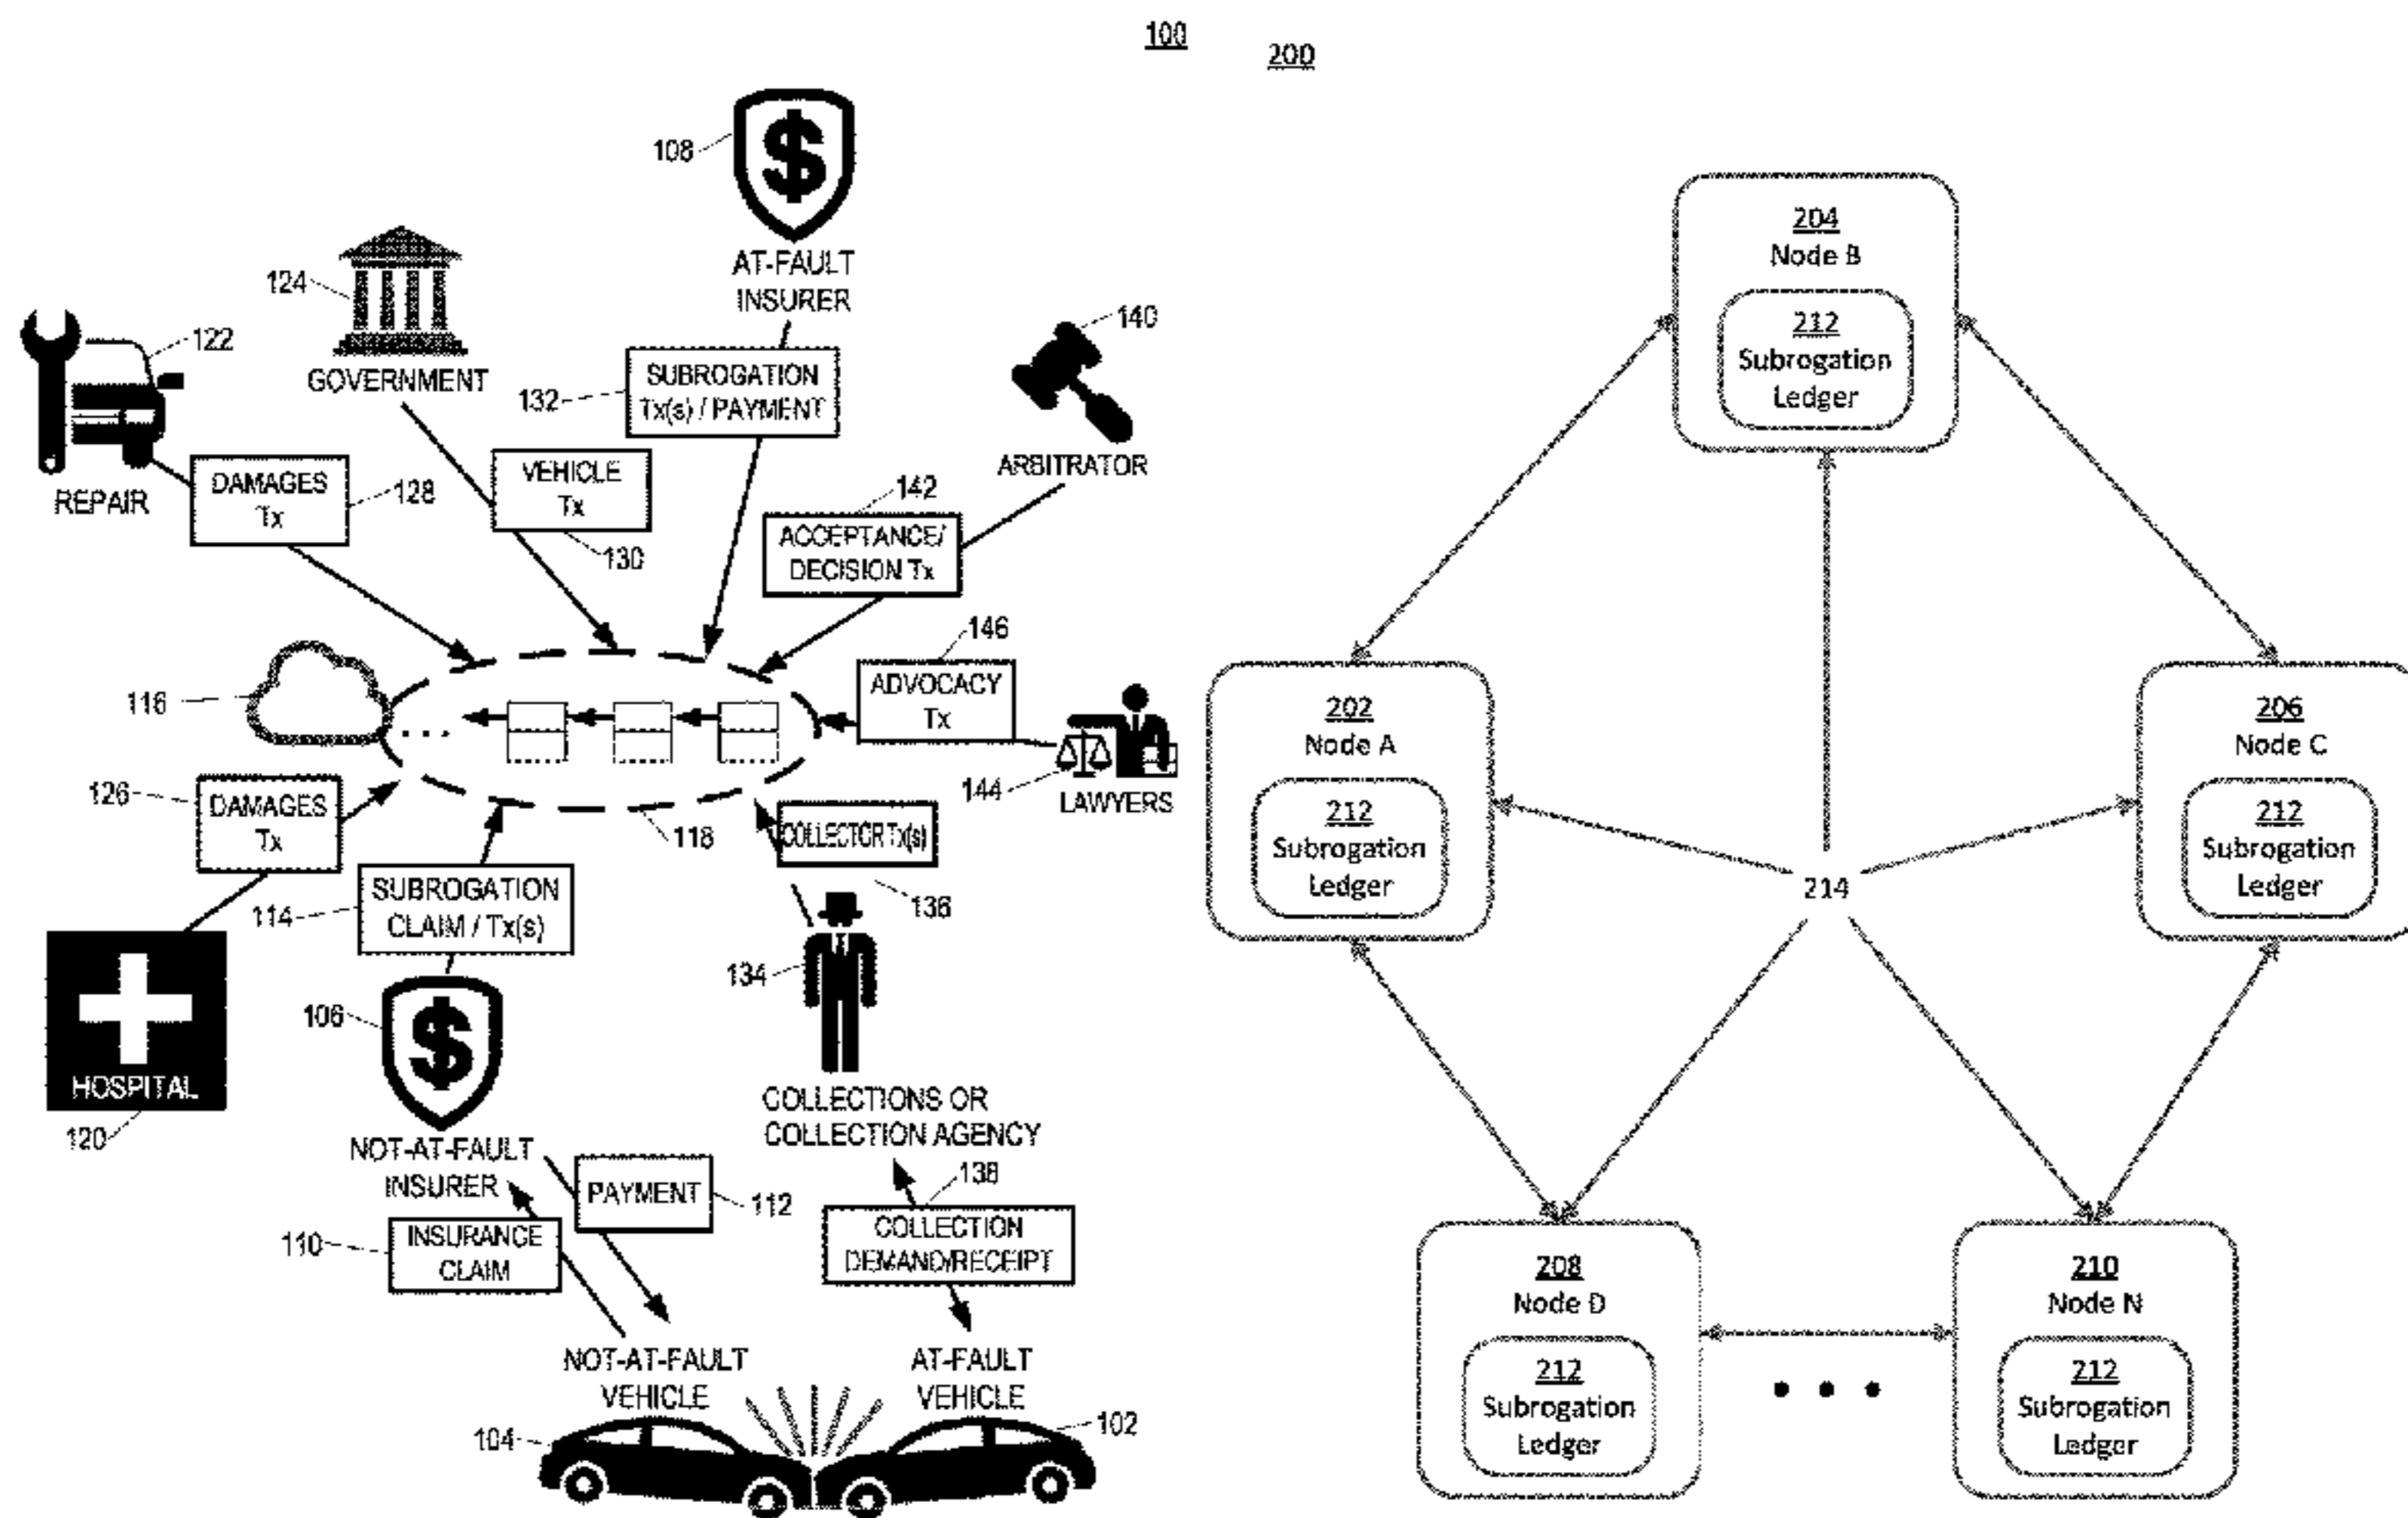 100
200
108
AT-FAULT
INSURER
124
GOVERNMENT
122
REPAIR
140
ARBITRATOR
132
SUBROGATION
Tx(s) / PAYMENT
DAMAGES
Tx
128
VEHICLE
Tx
130
142
ACCEPTANCE/
DECISION Tx
116
146
ADVOCACY
Tx
144
LAWYERS
...
126
DAMAGES
Tx
118
COLLECTOR Tx(s)
136
114
SUBROGATION
CLAIM / Tx(s)
134
HOSPITAL
120
106
NOT-AT-FAULT
INSURER
COLLECTIONS OR
COLLECTION AGENCY
PAYMENT
112
138
COLLECTION
DEMAND/RECEIPT
110
INSURANCE
CLAIM
NOT-AT-FAULT
VEHICLE
AT-FAULT
VEHICLE
104
102
204
Node B
212
Subrogation
Ledger
202
Node A
212
Subrogation
Ledger
206
Node C
212
Subrogation
Ledger
214
208
Node D
212
Subrogation
Ledger
• • •
210
Node N
212
Subrogation
Ledger